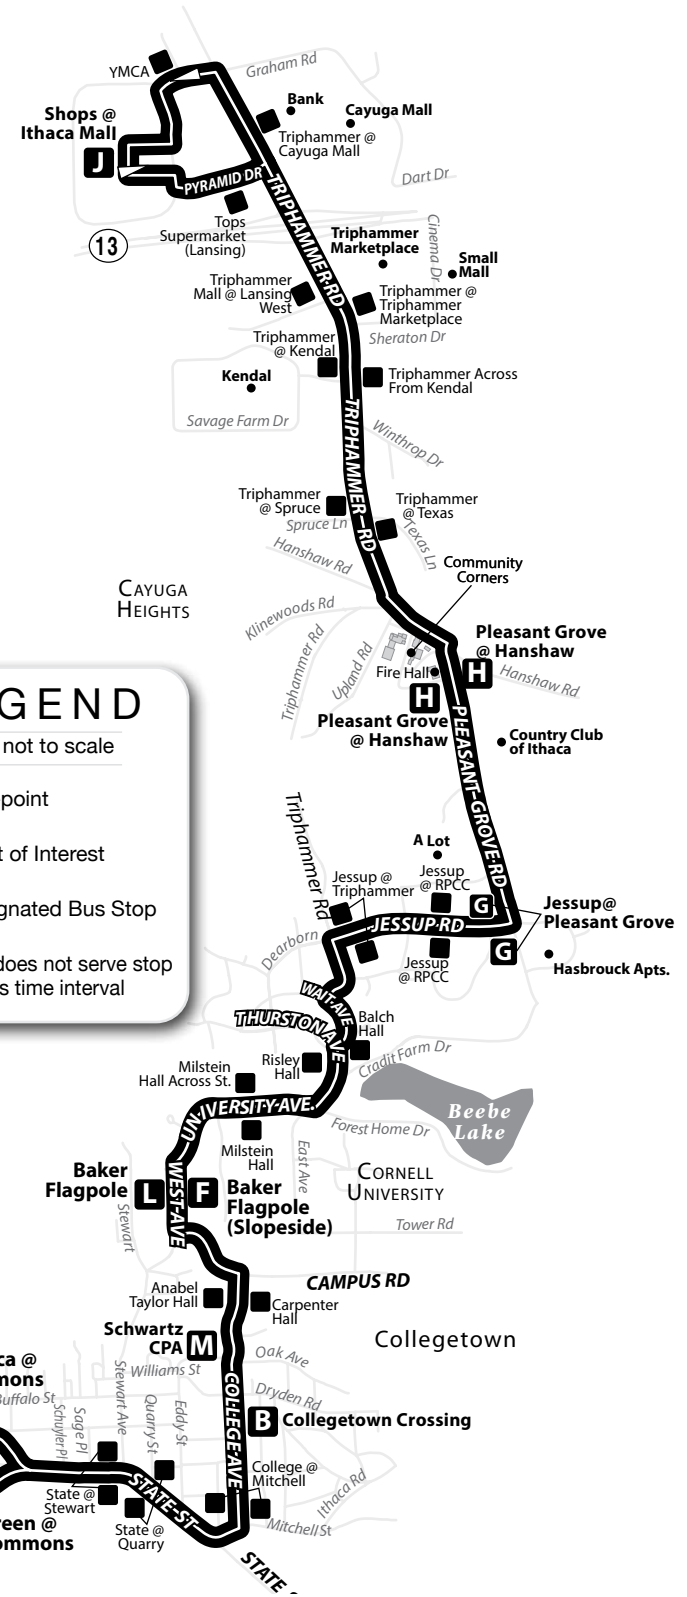 YMCA
Graham Rd
Bank
Cayuga Mall
Shops @
Ithaca Mall
J
Triphammer @
Cayuga Mall
PYRAMID DR
Dart Dr
TRIPHAMMER RD
Tops
Supermarket
(Lansing)
13
Triphammer
Marketplace
Cinema Dr
Small
Mall
Triphammer
Mall @ Lansing
West
Triphammer @
Triphammer
Marketplace
Triphammer
@ Kendal
Sheraton Dr
Kendal
Triphammer Across
From Kendal
Savage Farm Dr
TRIPHAMMER RD
Winthrop Dr
Triphammer
@ Spruce
Triphammer
@ Texas
Spruce Ln
Texas Ln
Hanshaw Rd
Community
Corners
CAYUGA
HEIGHTS
Klinewoods Rd
Triphammer Rd
Upland Rd
Pleasant Grove
@ Hanshaw
H
Fire Hall
Hanshaw Rd
H
Pleasant Grove
@ Hanshaw
PLEASANT GROVE RD
Country Club
of Ithaca
GEND
not to scale
point
t of Interest
gnated Bus Stop
does not serve stop
s time interval
Triphammer Rd
A Lot
Jessup @
Triphammer
Jessup
@ RPCC
G
Jessup@
Pleasant Grove
JESSUP RD
G
Dearborn
Jessup
@ RPCC
Hasbrouck Apts.
WAIT AVE
THURSTON AVE
Balch
Hall
Risley
Hall
Cradit Farm Dr
Milstein
Hall Across St.
UNIVERSITY AVE.
Beebe
Lake
Milstein
Hall
Forest Home Dr
East Ave
Baker
Flagpole
L
WEST AVE
F
Baker
Flagpole
(Slopeside)
CORNELL
UNIVERSITY
Stewart
Tower Rd
CAMPUS RD
Anabel
Taylor Hall
Carpenter
Hall
Schwartz
CPA
M
Collegetown
Oak Ave
ca @
mons
Williams St
Buffalo St
Stewart Ave
Dryden Rd
Schuyler Pl
Sage Pl
Quarry St
Eddy St
COLLEGE AVE
B
Collegetown Crossing
College @
Mitchell
Ithaca Rd
State @
Stewart
STATE ST
State @
Quarry
Mitchell St
reen @
ommons
STATE